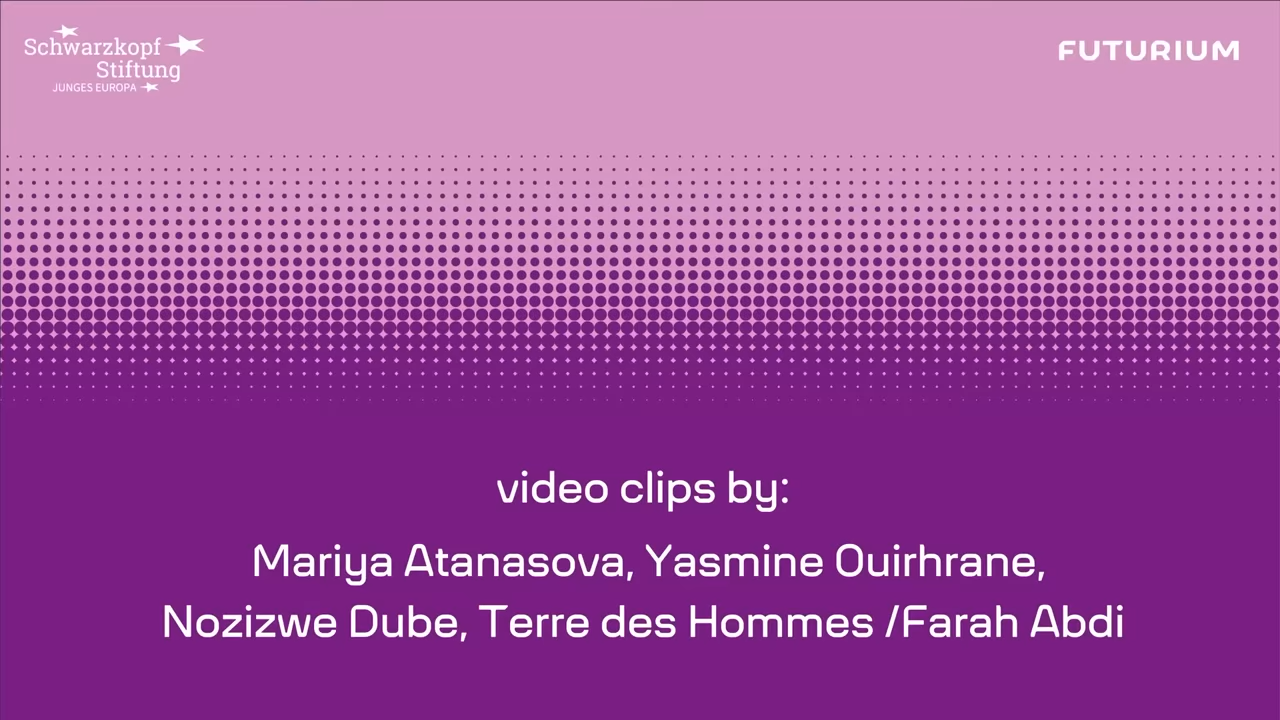 Schwarzkopf
Stiftung
JUNGES EUROPA
FUTURIUM
video clips by:
Mariya Atanasova, Yasmine Ouirhrane,
Nozizwe Dube, Terre des Hommes /Farah Abdi